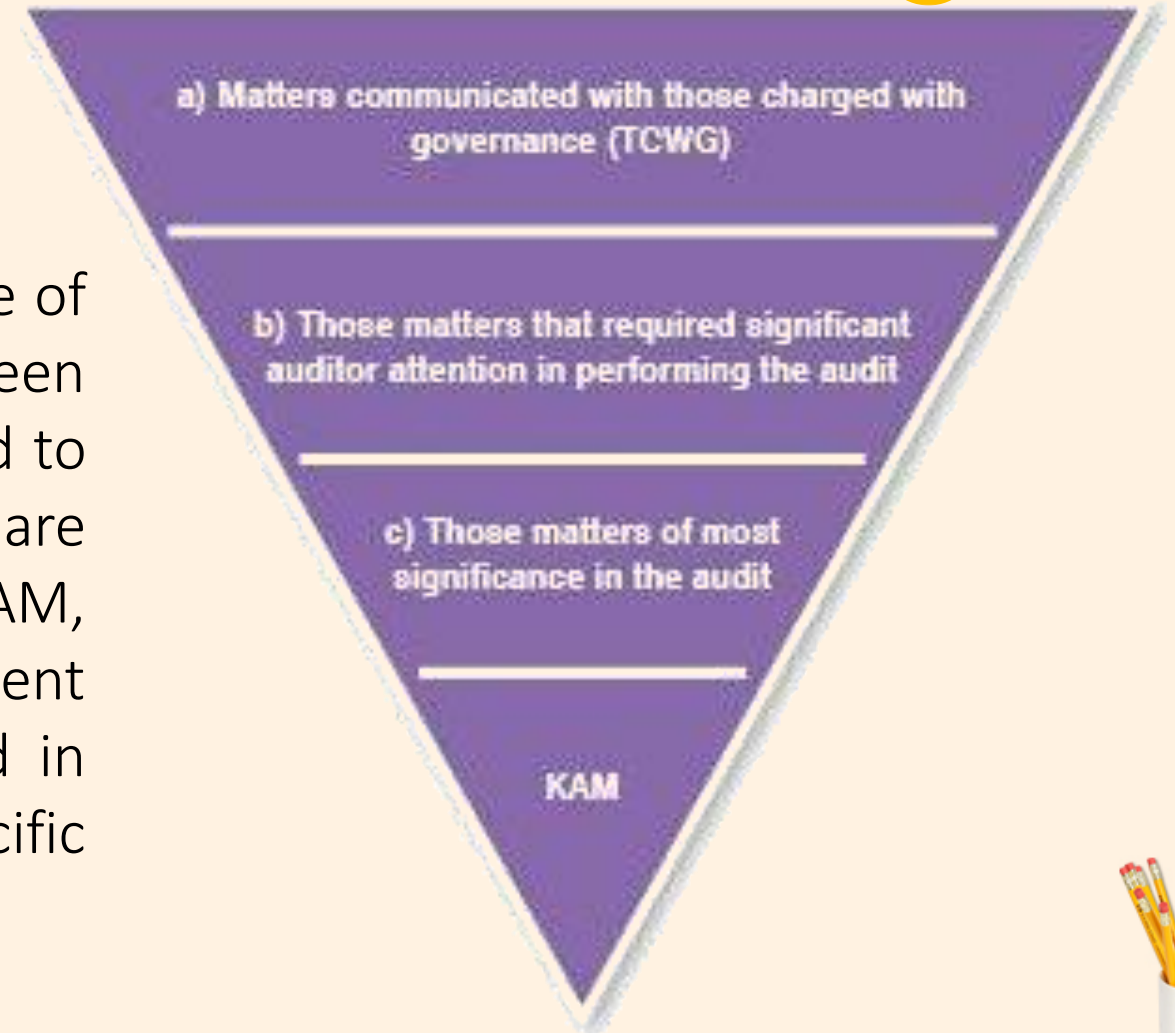 a) Matters communicated with those charged with
governance (TCWG)
b) Those matters that required significant
auditor attention in performing the audit
c) Those matters of most
significance in the audit
KAM
e of
een
d to
are
AM,
ent
d in
cific